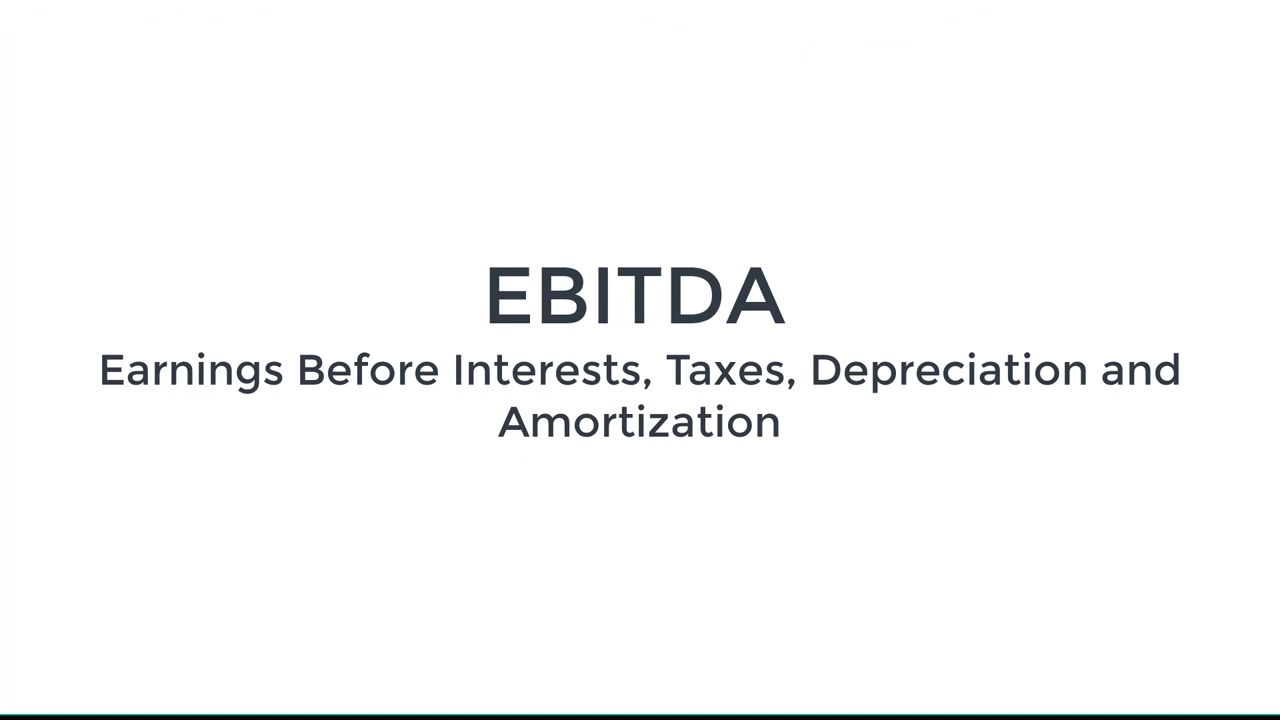 EBITDA
Earnings Before Interests, Taxes, Depreciation and
Amortization